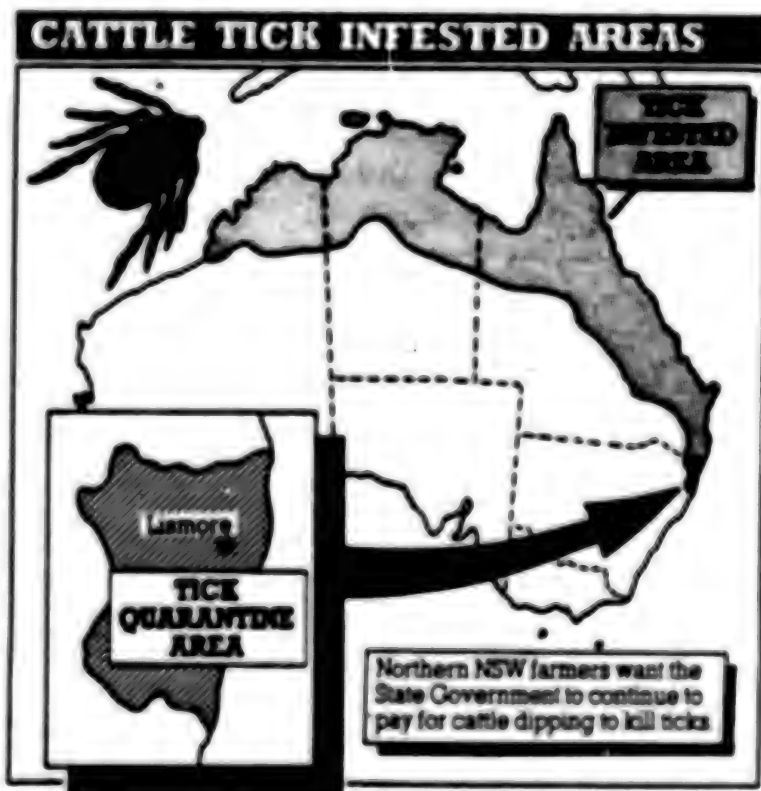 CATTLE TICK INFESTED AREAS
TICK
INFESTED
AREA
Lismore
TICK
QUARANTINE
AREA
Northern NSW farmers want the
State Government to continue to
pay for cattle dipping to kill ticks